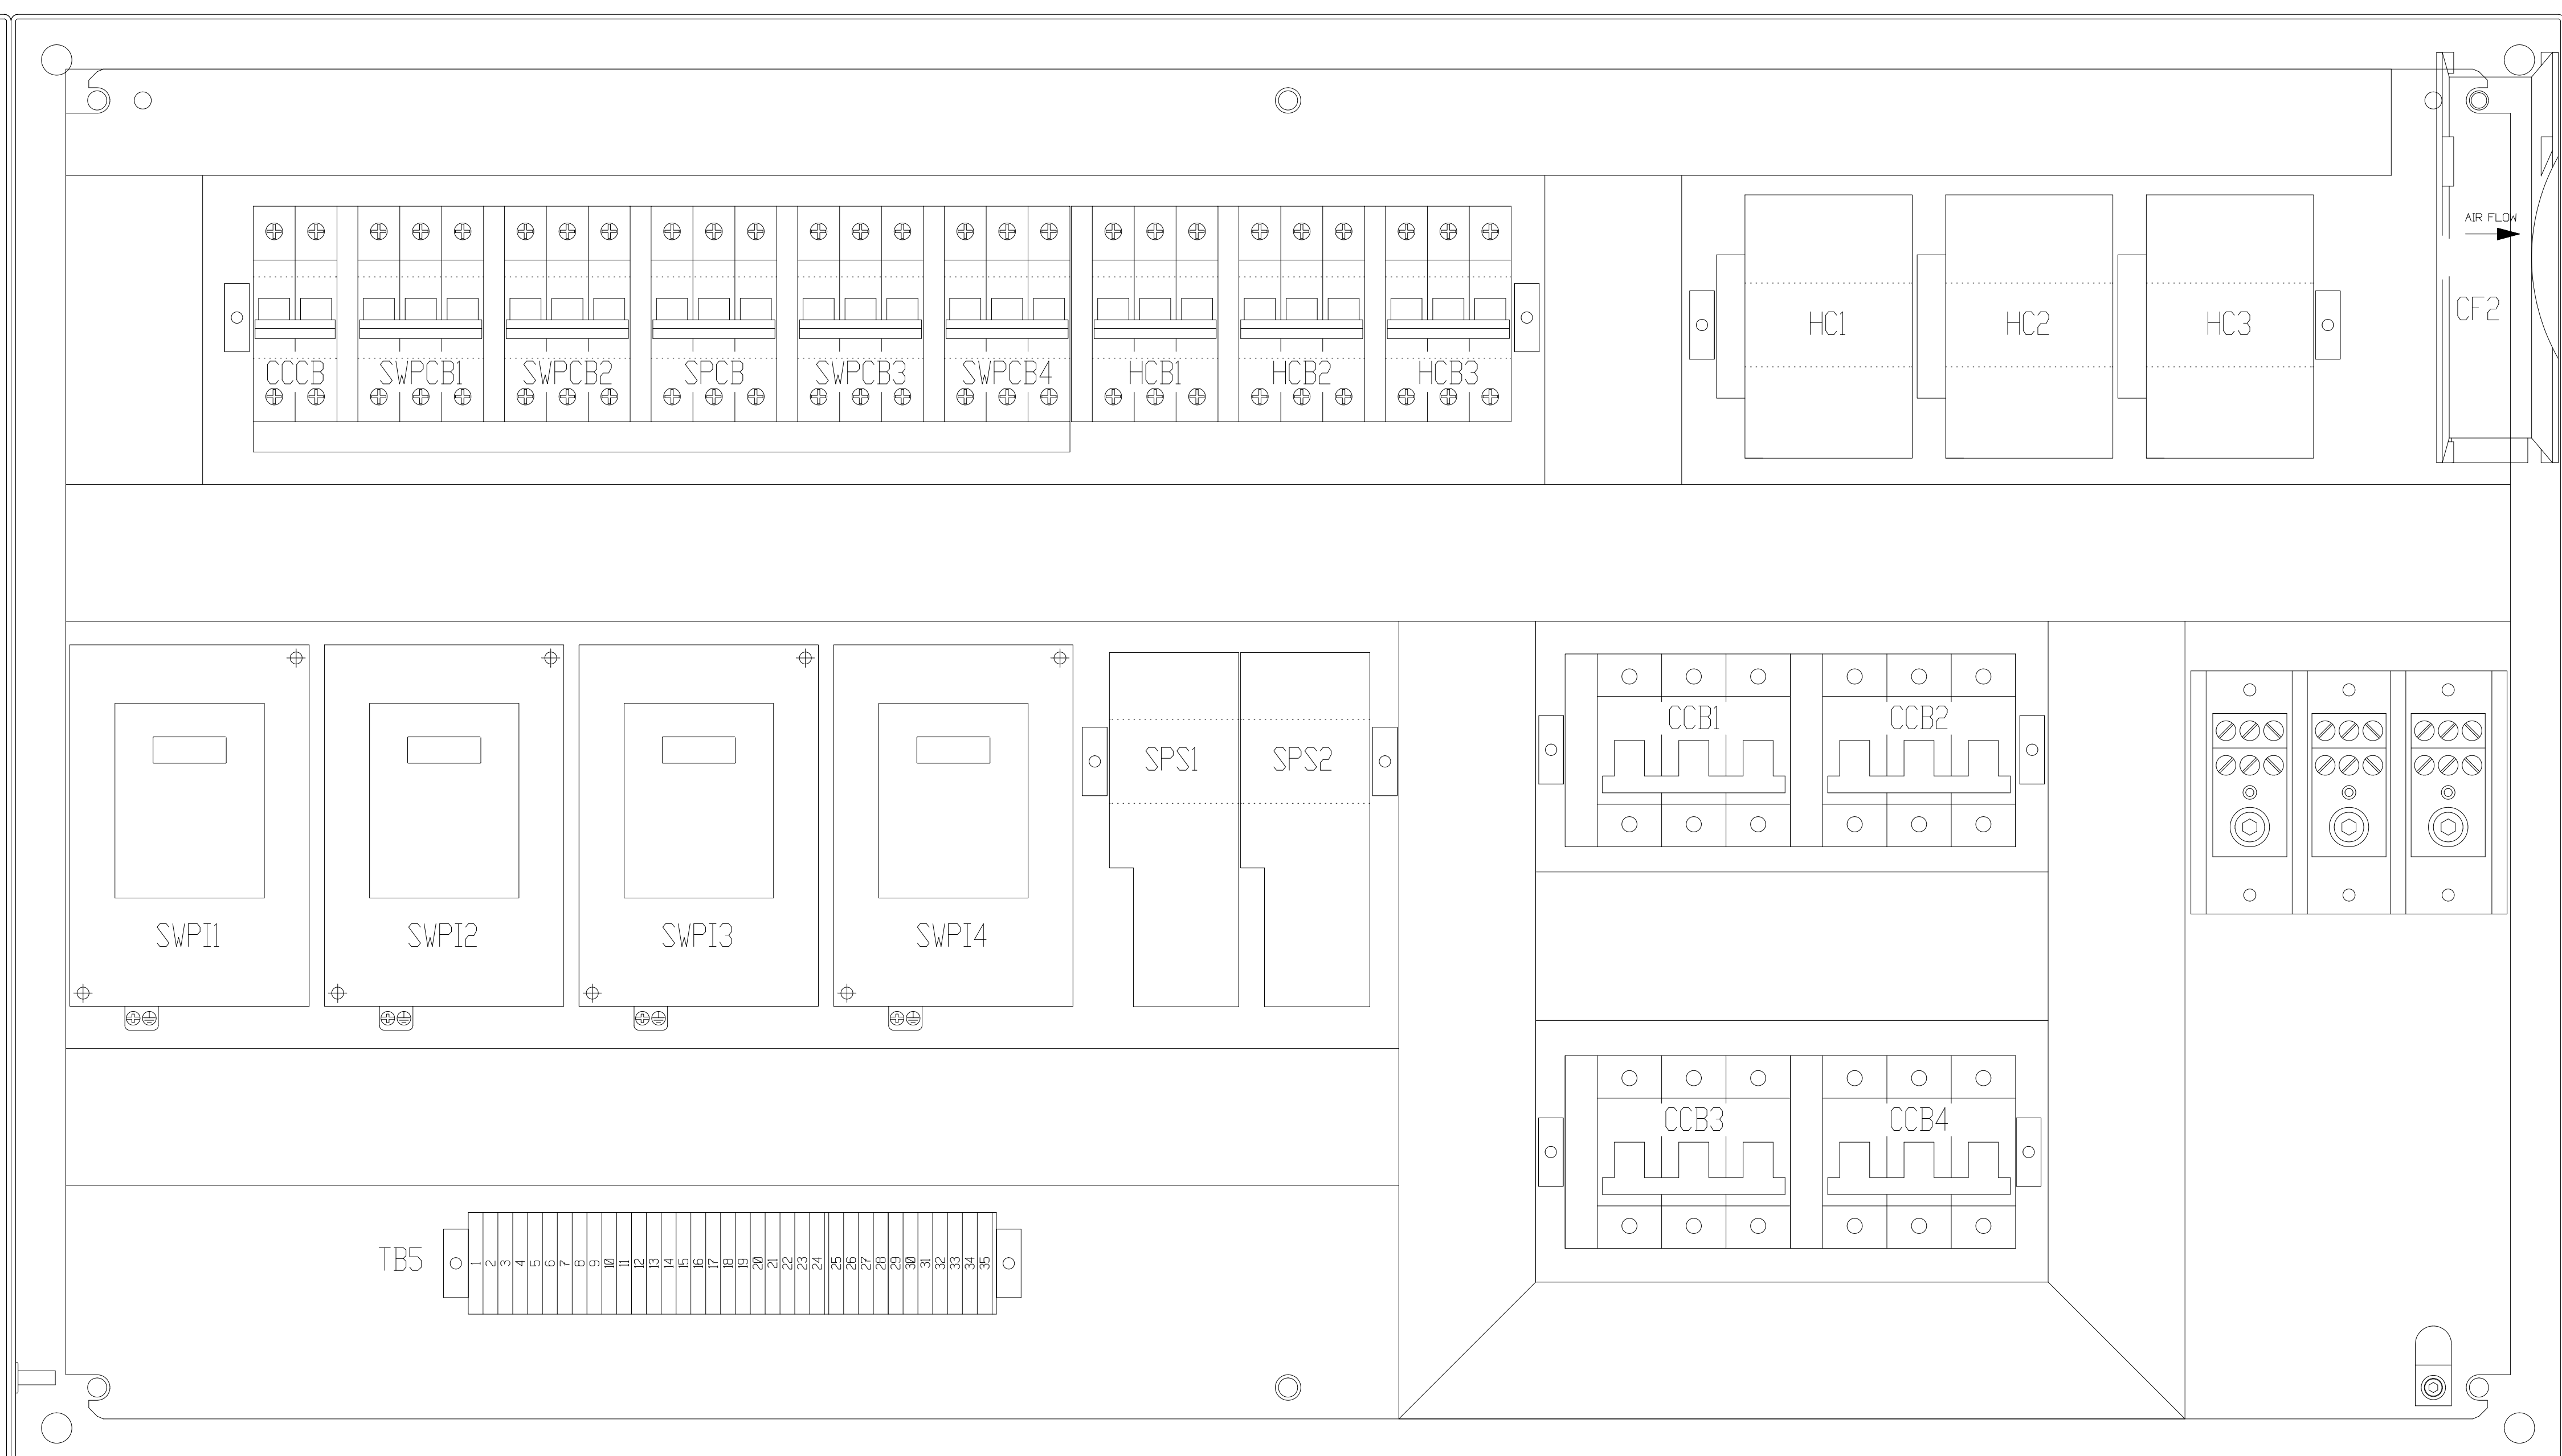 AIR FLOW
HC1 HC2 HC3 CF2
CCCB SWPCB1 SWPCB2 SPCB SWPCB3 SWPCB4 HCB1 HCB2 HCB3
CCB1 CCB2
SPS1 SPS2
SWPI1 SWPI2 SWPI3 SWPI4
CCB3 CCB4
TB5 1 2 3 4 5 6 7 8 9 10 11 12 13 14 15 16 17 18 19 20 21 22 23 24 25 26 27 28 29 30 31 32 33 34 35